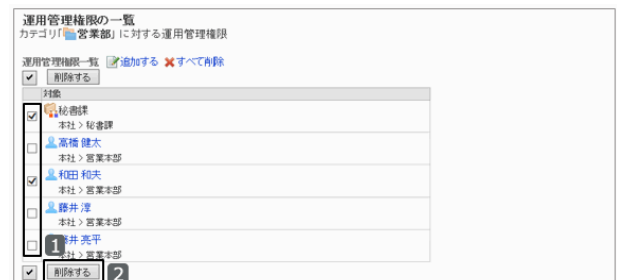 運用管理権限の一覧
カテゴリ「営業部」に対する運用管理権限
運用管理権限一覧 追加する すべて削除
削除する
対象
秘書課
本社 > 秘書課
高橋 健太
本社 > 営業本部
和田 和夫
本社 > 営業本部
藤井 淳
本社 > 営業本部
1 井 亮平
本社 > 営業本部
削除する 2